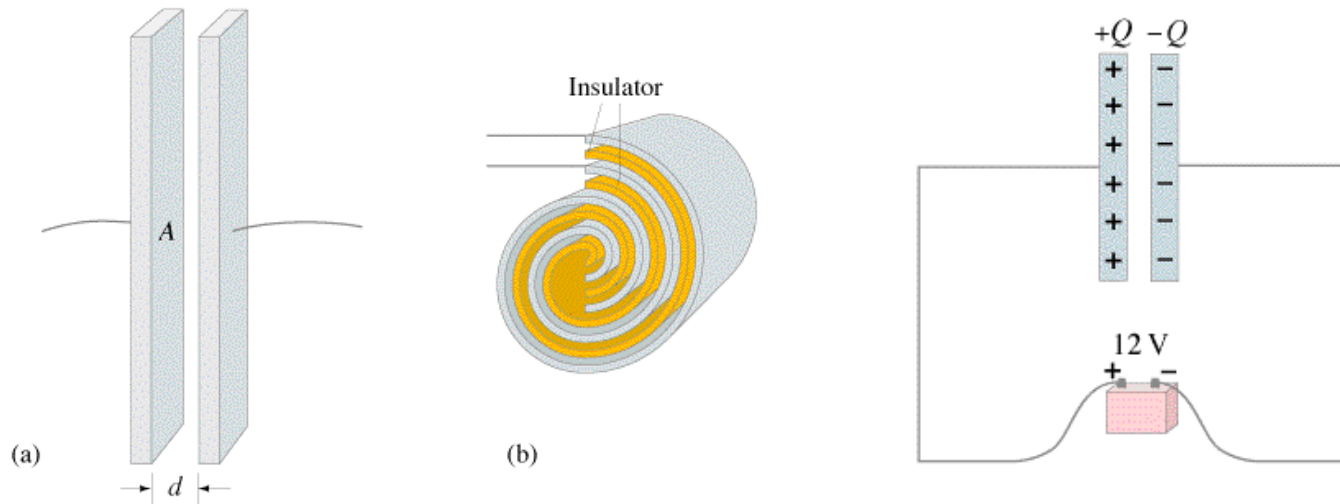 A
(a)
d
Insulator
(b)
+Q −Q
+ −
+ −
+ −
+ −
+ −
+ −
12 V
+ −